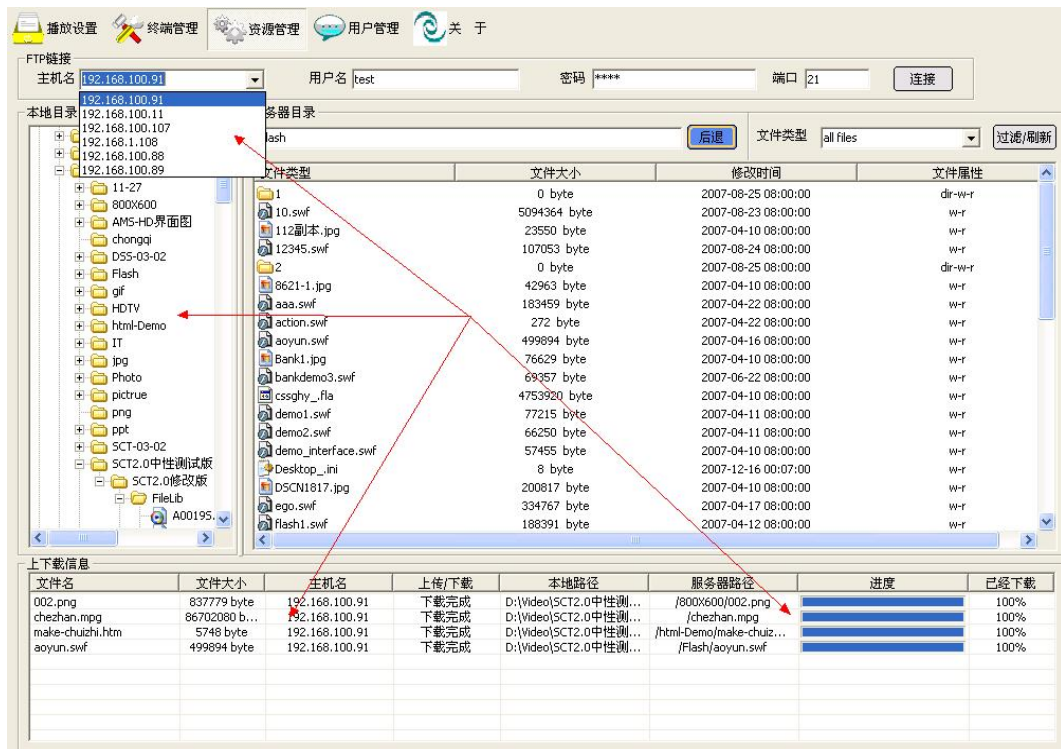 播放设置 终端管理 资源管理 用户管理 关 于
FTP链接
主机名 192.168.100.91 用户名 test 密码 **** 端口 21 连接
192.168.100.91
192.168.100.11
192.168.100.107
192.168.1.108
192.168.100.88
192.168.100.89
本地目录
11-27
800X600
AMS-HD界面图
chongqi
DSS-03-02
Flash
gif
HDTV
html-Demo
IT
jpg
Photo
pictrue
png
ppt
SCT-03-02
SCT2.0中性测试版
SCT2.0修改版
FileLib
A00195.
务器目录
lash 后退 文件类型 all files 过滤/刷新
文件类型 文件大小 修改时间 文件属性
1 0 byte 2007-08-25 08:00:00 dir-w-r
10.swf 5094364 byte 2007-08-23 08:00:00 w-r
112副本.jpg 23550 byte 2007-04-10 08:00:00 w-r
12345.swf 107053 byte 2007-08-24 08:00:00 w-r
2 0 byte 2007-08-25 08:00:00 dir-w-r
8621-1.jpg 42963 byte 2007-04-10 08:00:00 w-r
aaa.swf 183459 byte 2007-04-22 08:00:00 w-r
action.swf 272 byte 2007-04-22 08:00:00 w-r
aoyun.swf 499894 byte 2007-04-16 08:00:00 w-r
Bank1.jpg 76629 byte 2007-04-10 08:00:00 w-r
bankdemo3.swf 69357 byte 2007-06-22 08:00:00 w-r
cssghy_.fla 4753920 byte 2007-04-10 08:00:00 w-r
demo1.swf 77215 byte 2007-04-11 08:00:00 w-r
demo2.swf 66250 byte 2007-04-11 08:00:00 w-r
demo_interface.swf 57455 byte 2007-04-10 08:00:00 w-r
Desktop_.ini 8 byte 2007-12-16 00:07:00 w-r
DSCN1817.jpg 200817 byte 2007-04-10 08:00:00 w-r
ego.swf 334767 byte 2007-04-17 08:00:00 w-r
flash1.swf 188391 byte 2007-04-12 08:00:00 w-r
上下载信息
文件名 文件大小 主机名 上传/下载 本地路径 服务器路径 进度 已经下载
002.png 837779 byte 192.168.100.91 下载完成 D:\Video\SCT2.0中性测... /800X600/002.png 100%
chezhan.mpg 86702080 b... 192.168.100.91 下载完成 D:\Video\SCT2.0中性测... /chezhan.mpg 100%
make-chuizhi.htm 5748 byte 192.168.100.91 下载完成 D:\Video\SCT2.0中性测... /html-Demo/make-chuiz... 100%
aoyun.swf 499894 byte 192.168.100.91 下载完成 D:\Video\SCT2.0中性测... /Flash/aoyun.swf 100%